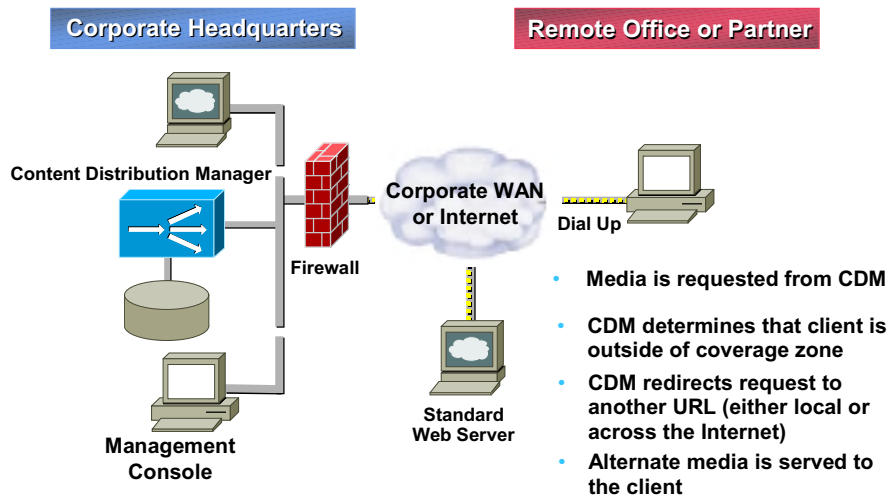 Corporate Headquarters
Remote Office or Partner
Content Distribution Manager
Firewall
Corporate WAN
or Internet
Dial Up
Standard
Web Server
Management
Console
• Media is requested from CDM
• CDM determines that client is
outside of coverage zone
• CDM redirects request to
another URL (either local or
across the Internet)
• Alternate media is served to
the client